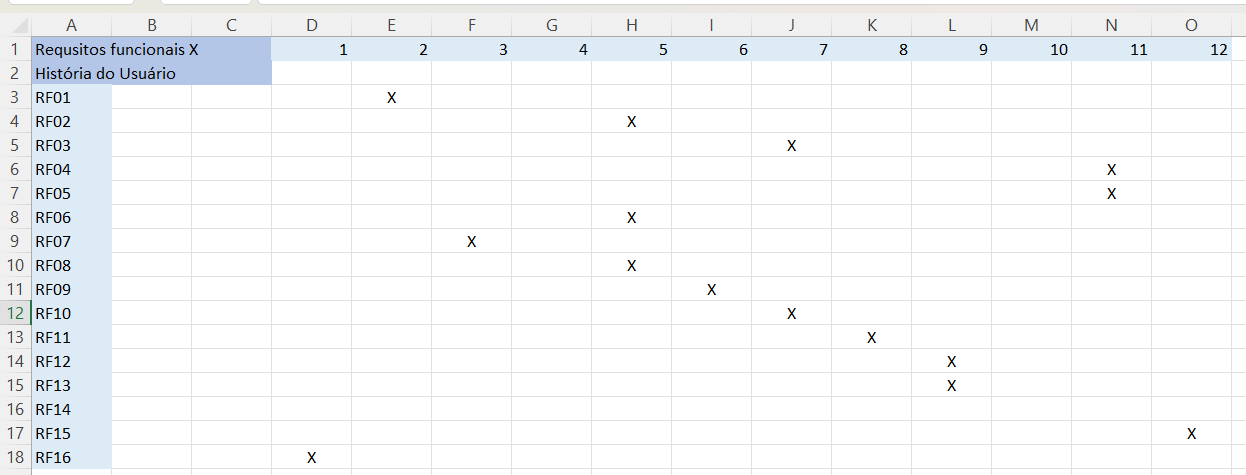 A B C D E F G H I J K L M N O
1 Requsitos funcionais X 1 2 3 4 5 6 7 8 9 10 11 12
2 História do Usuário
3 RF01 X
4 RF02 X
5 RF03 X
6 RF04 X
7 RF05 X
8 RF06 X
9 RF07 X
10 RF08 X
11 RF09 X
12 RF10 X
13 RF11 X
14 RF12 X
15 RF13 X
16 RF14
17 RF15 X
18 RF16 X